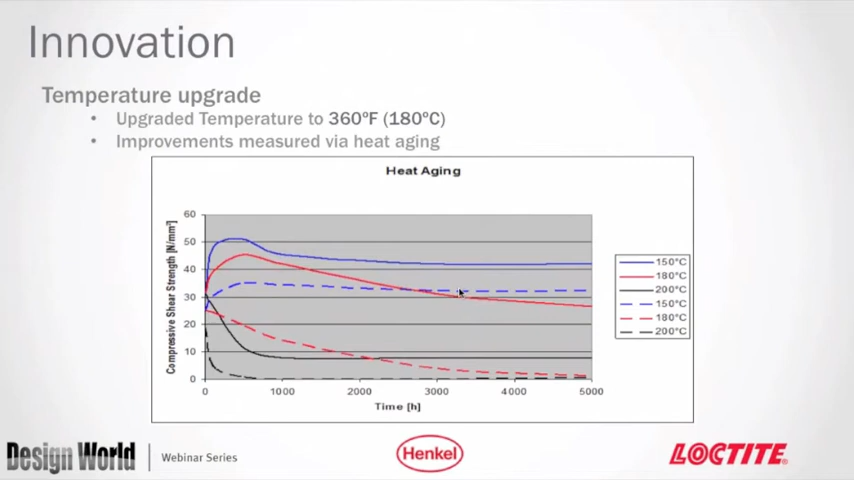 Innovation
Temperature upgrade
• Upgraded Temperature to 360ºF (180ºC)
• Improvements measured via heat aging
Heat Aging
Compressive Shear Strength [N/mm²]
60
50
40
30
20
10
0
0 1000 2000 3000 4000 5000
Time [h]
150°C
180°C
200°C
150°C
180°C
200°C
Design World
Webinar Series
Henkel
LOCTITE®